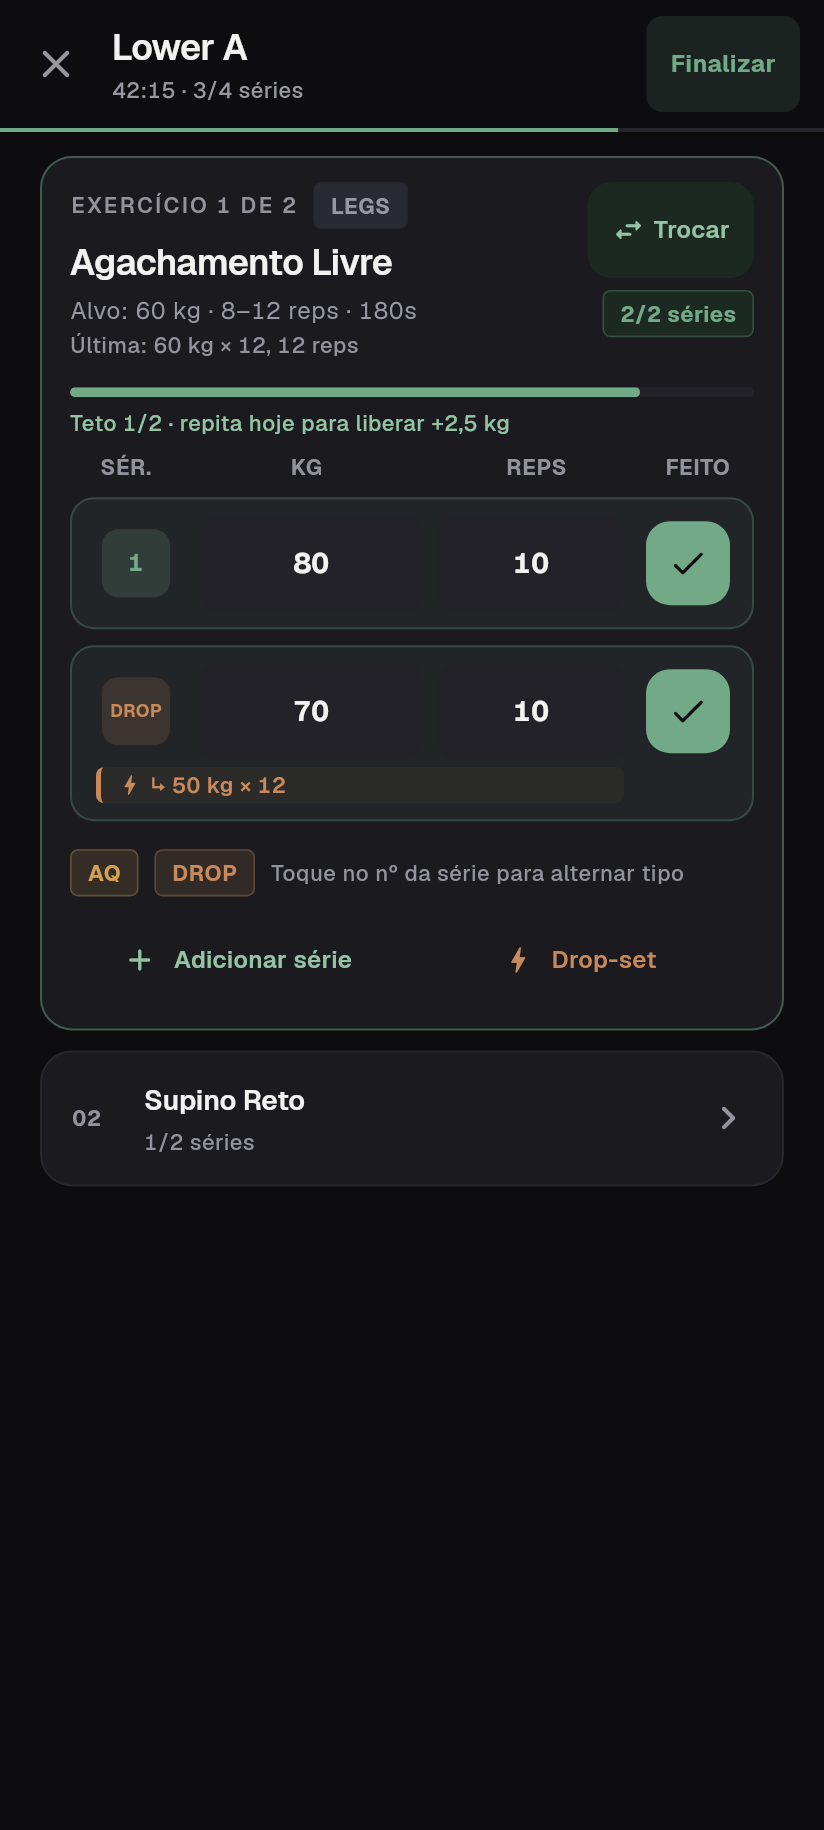 Lower A
42:15 · 3/4 séries
Finalizar
EXERCÍCIO 1 DE 2
LEGS
Trocar
Agachamento Livre
Alvo: 60 kg · 8–12 reps · 180s
2/2 séries
Última: 60 kg × 12, 12 reps
Teto 1/2 · repita hoje para liberar +2,5 kg
SÉR. KG REPS FEITO
1 80 10
DROP 70 10
↳ 50 kg × 12
AQ DROP Toque no nº da série para alternar tipo
Adicionar série Drop-set
02
Supino Reto
1/2 séries